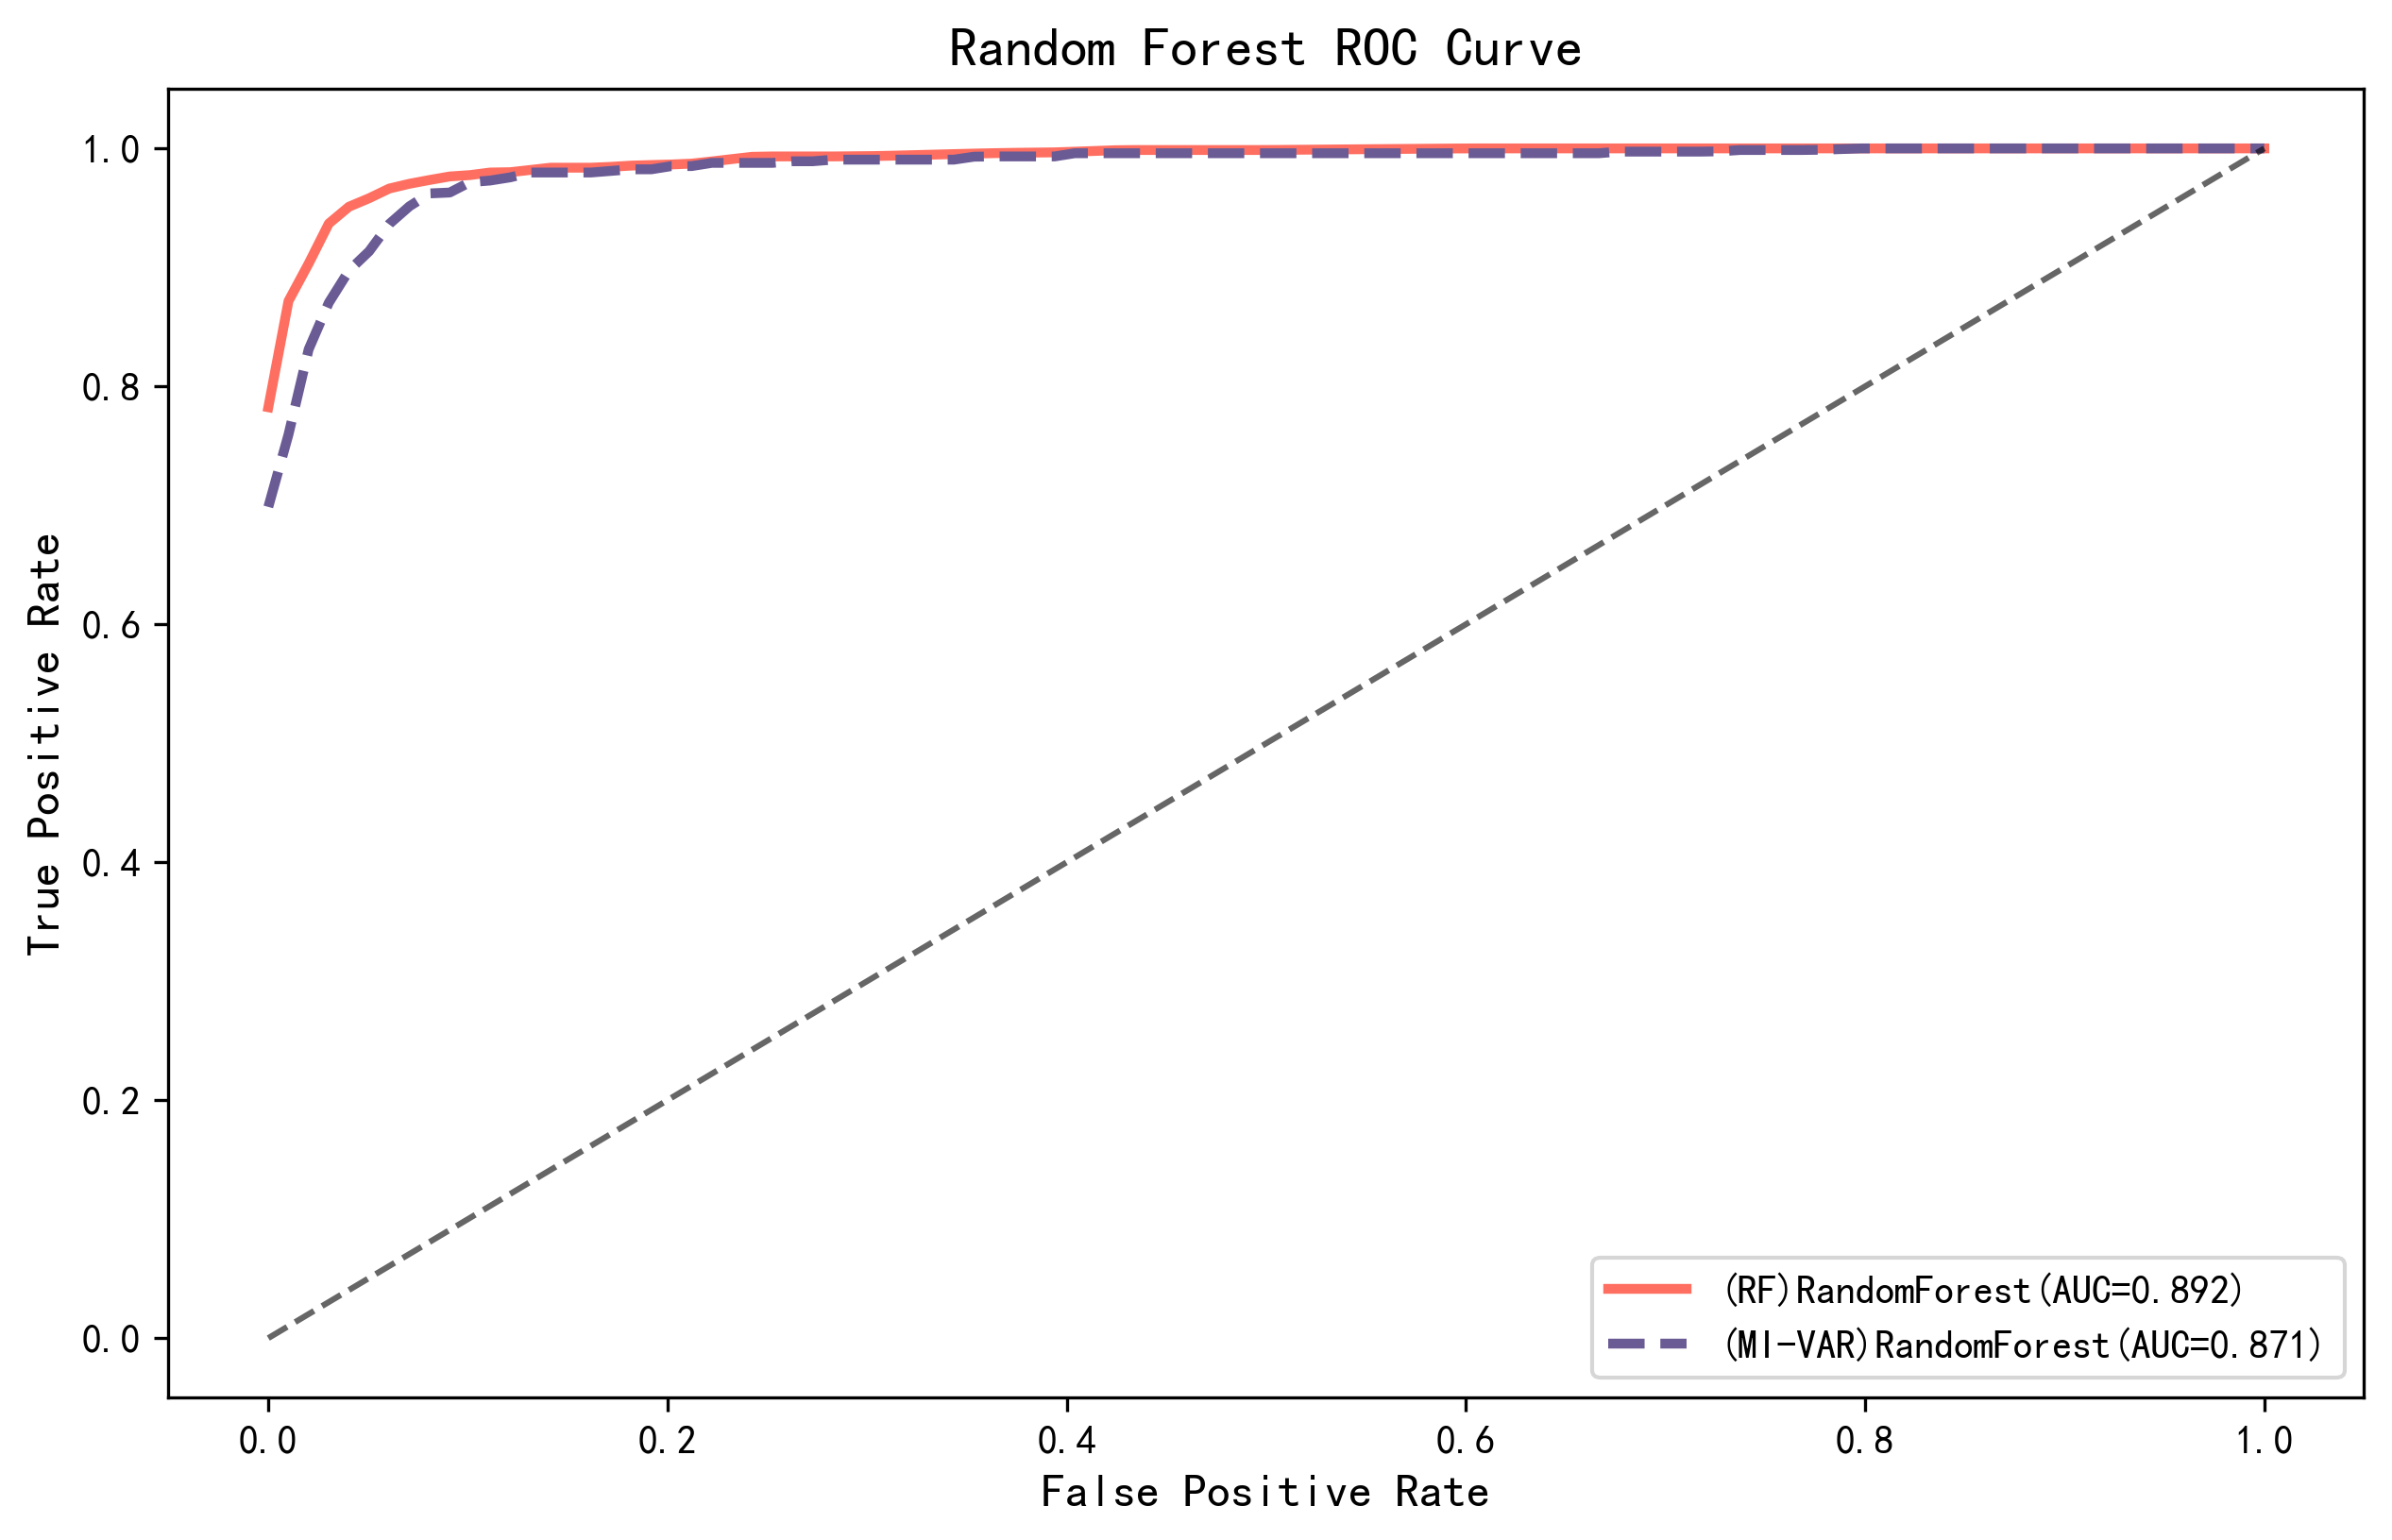 Random Forest ROC Curve
True Positive Rate
1.0
0.8
0.6
0.4
0.2
0.0
0.0 0.2 0.4 0.6 0.8 1.0
False Positive Rate
(RF)RandomForest(AUC=0.892)
(MI-VAR)RandomForest(AUC=0.871)